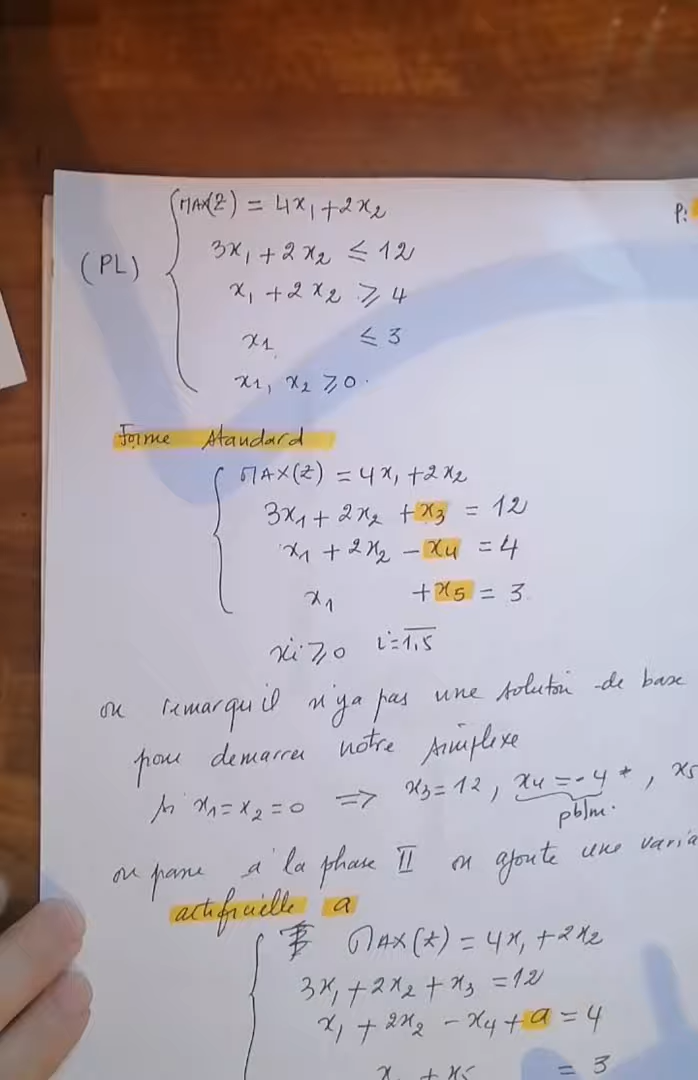 P:
(PL)
MAX(Z) = 4x₁ + 2x₂
3x₁ + 2x₂ ≤ 12
x₁ + 2x₂ ≥ 4
x₁ ≤ 3
x₁, x₂ ≥ 0.
Forme standard
MAX(Z) = 4x₁ + 2x₂
3x₁ + 2x₂ + x₃ = 12
x₁ + 2x₂ - x₄ = 4
x₁ + x₅ = 3
xi ≥ 0 i = 1,5
on remarqu il n'ya pas une solution de base
pour demarrer notre simplexe
si x₁ = x₂ = 0 ⇒ x₃ = 12, x₄ = -4 *, x₅
pblm.
on passe a la phase II on ajoute une varia
artificielle a
MAX(Z) = 4x₁ + 2x₂
3x₁ + 2x₂ + x₃ = 12
x₁ + 2x₂ - x₄ + a = 4
x₁ + x₅ = 3